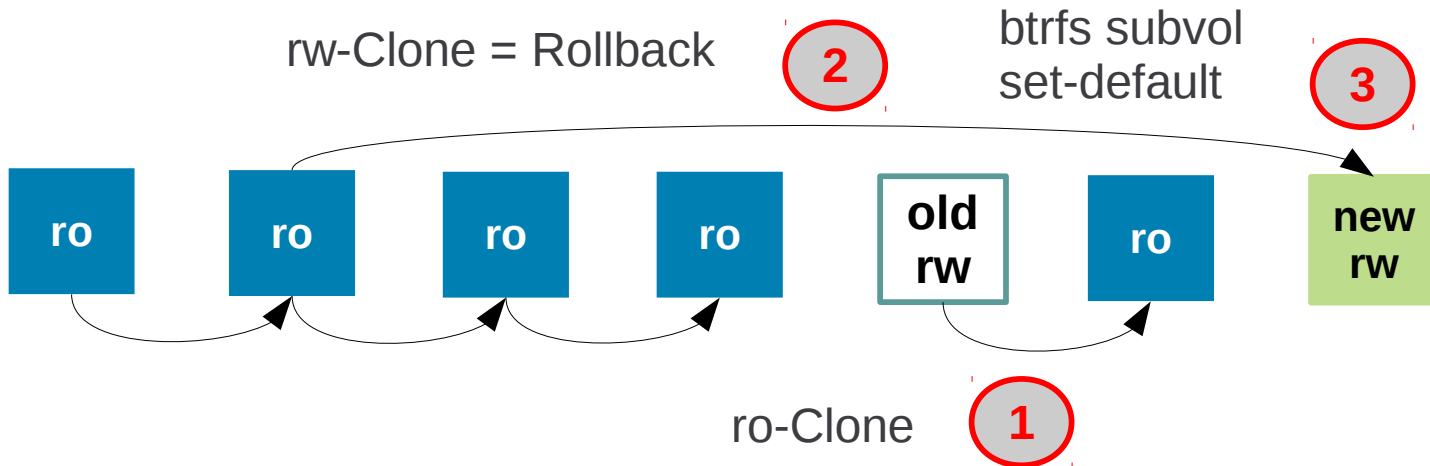 rw-Clone = Rollback
2
btrfs subvol
set-default
3
ro
ro
ro
ro
old
rw
ro
new
rw
ro-Clone
1